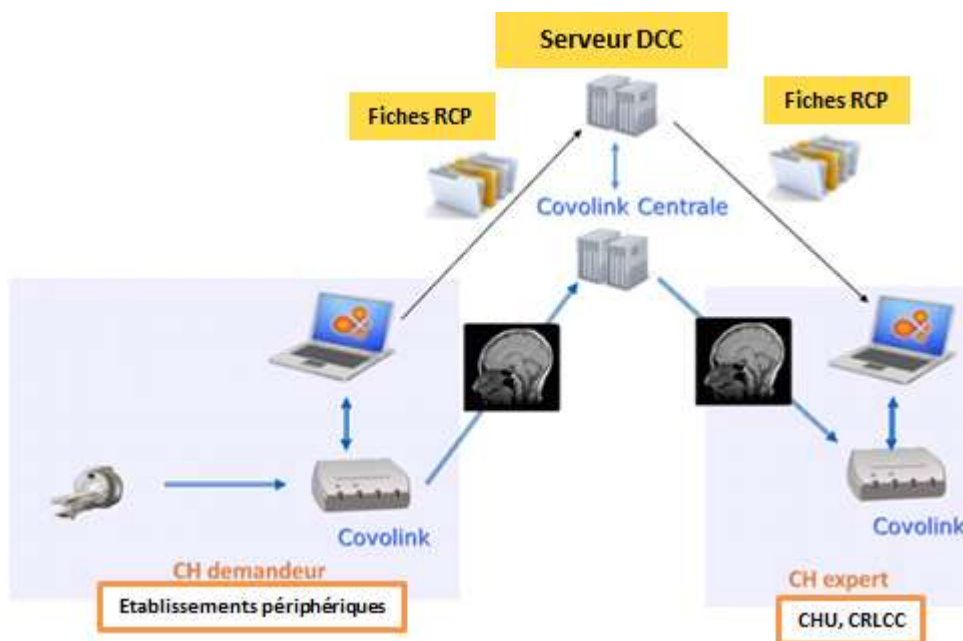 Serveur DCC
Fiches RCP
Fiches RCP
Covolink Centrale
Covolink
Covolink
CH demandeur
Etablissements périphériques
CH expert
CHU, CRLCC